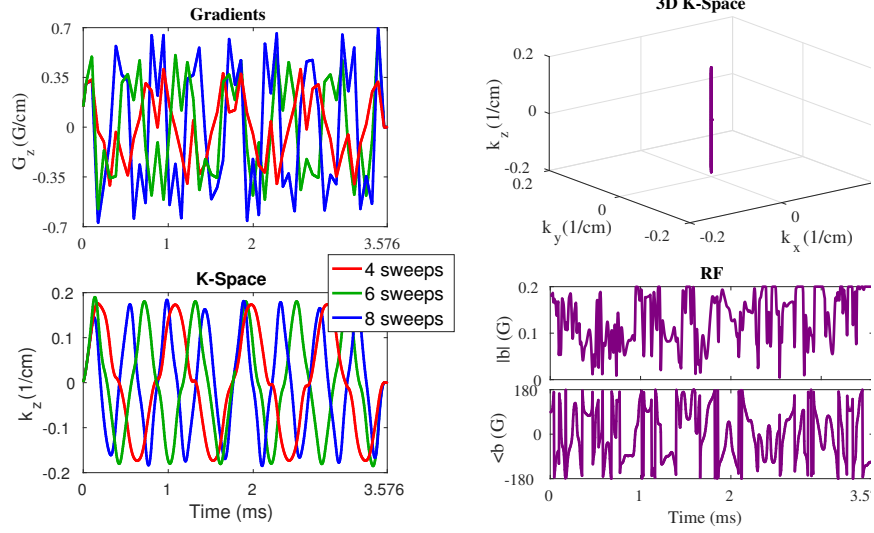 Gradients
0.7
0.35
0
-0.35
-0.7
G_z (G/cm)
0
1
2
3.576
K-Space
0.2
0.1
0
-0.1
-0.2
k_z (1/cm)
0
1
2
3.576
Time (ms)
4 sweeps
6 sweeps
8 sweeps
3D K-Space
0.2
0
-0.2
k_z (1/cm)
0.2
0
-0.2
k_y (1/cm)
-0.2
0
k_x (1/cm)
RF
0.2
0.1
0
|b| (G)
180
0
-180
<b (G)
0
1
2
Time (ms)